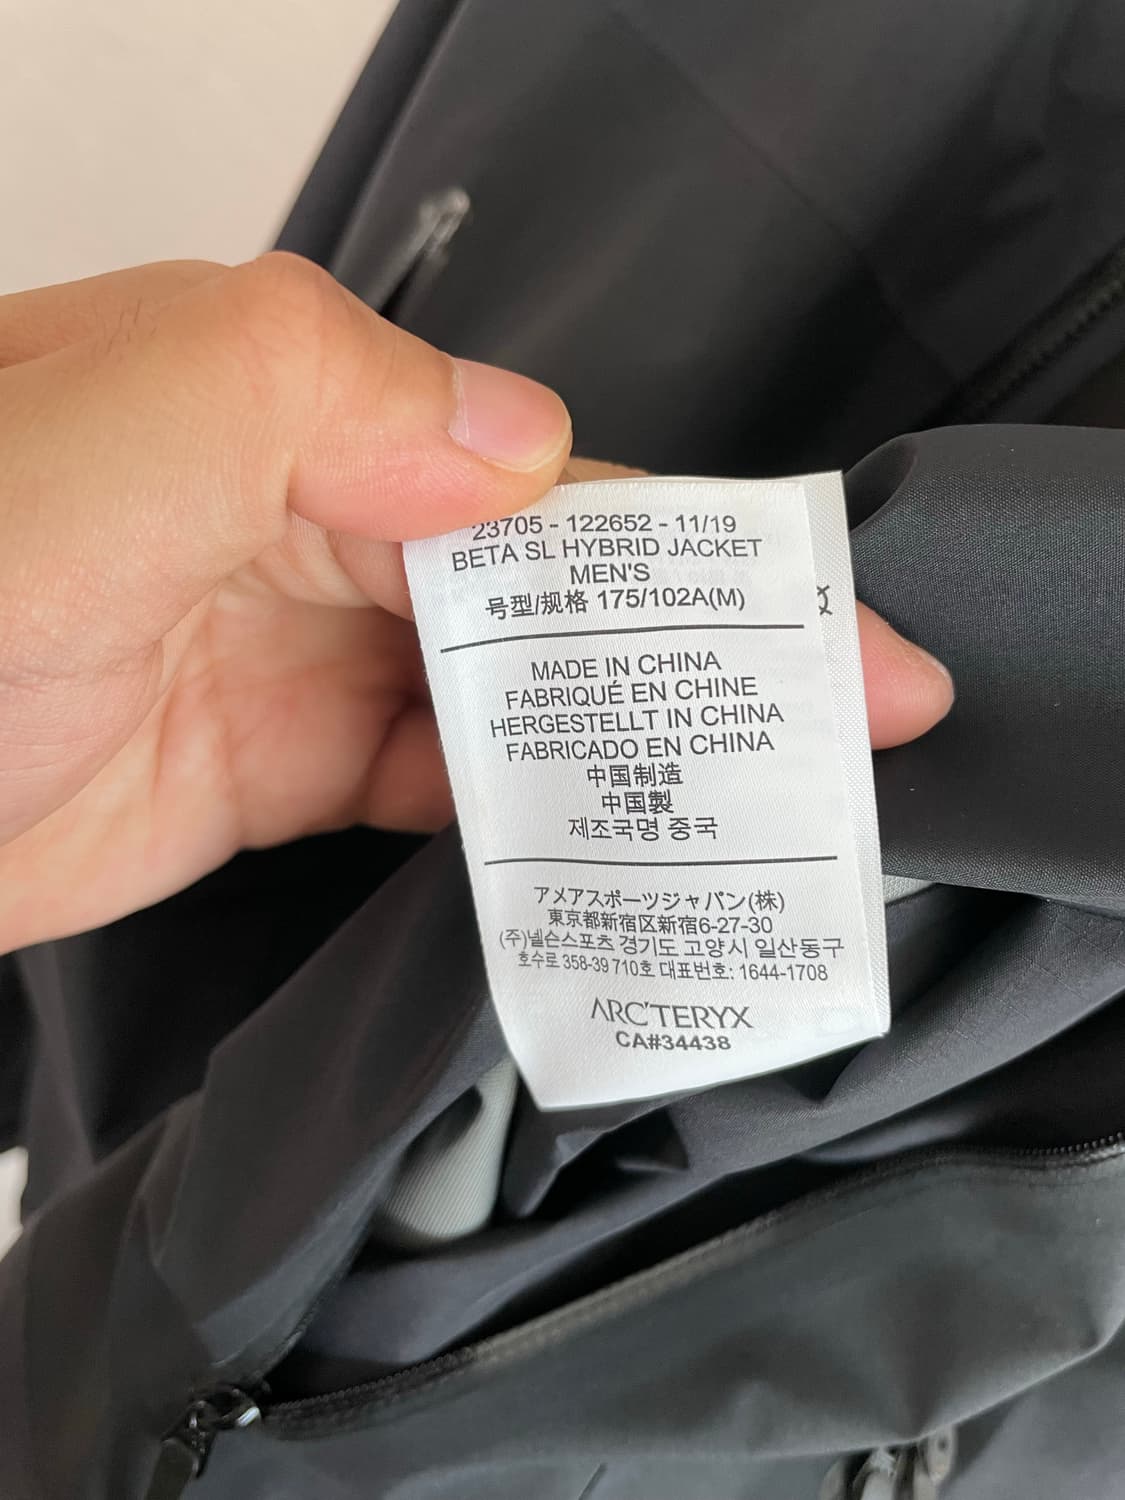 23705 - 122652 - 11/19
BETA SL HYBRID JACKET
MEN'S
号型/规格 175/102A(M)
MADE IN CHINA
FABRIQUÉ EN CHINE
HERGESTELLT IN CHINA
FABRICADO EN CHINA
中国制造
中国製
제조국명 중국
アメアスポーツジャパン(株)
東京都新宿区新宿6-27-30
(주)넬슨스포츠 경기도 고양시 일산동구
호수로 358-39 710호 대표번호: 1644-1708
ARC'TERYX
CA#34438